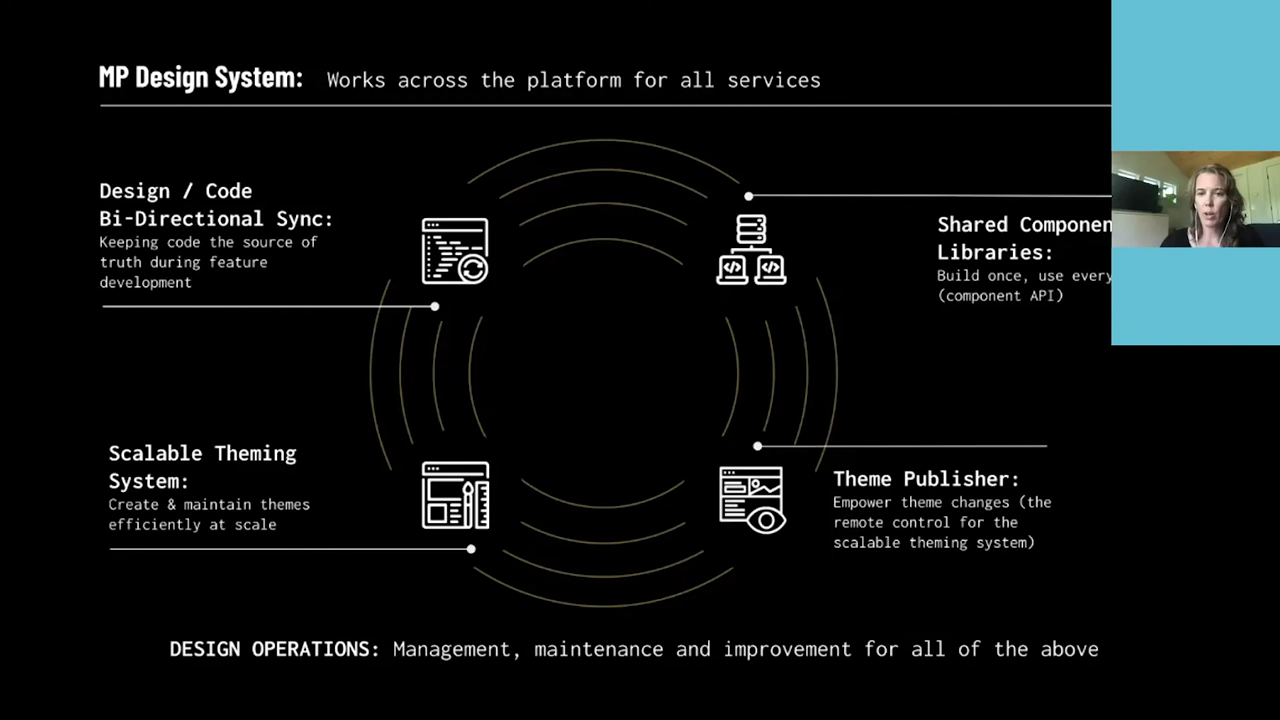 MP Design System: Works across the platform for all services
Design / Code
Bi-Directional Sync:
Keeping code the source of
truth during feature
development
Shared
Libraries:
Build once, use
(component API)
Scalable Theming
System:
Create & maintain themes
efficiently at scale
Theme Publisher:
Empower theme changes (the
remote control for the
scalable theming system)
DESIGN OPERATIONS: Management, maintenance and improvement for all of the above